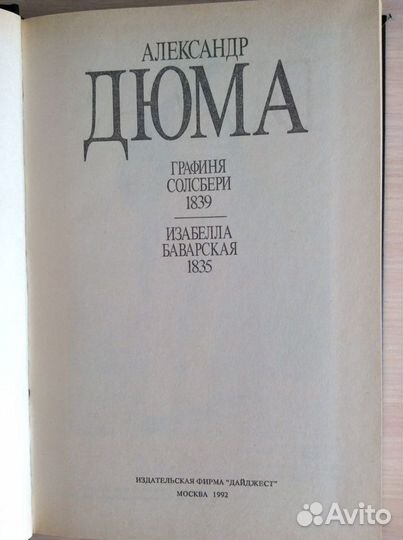 АЛЕКСАНДР
ДЮМА
ГРАФИНЯ
СОЛСБЕРИ
1839
ИЗАБЕЛЛА
БАВАРСКАЯ
1835
ИЗДАТЕЛЬСКАЯ ФИРМА "ДАЙДЖЕСТ"
МОСКВА 1992
Avito